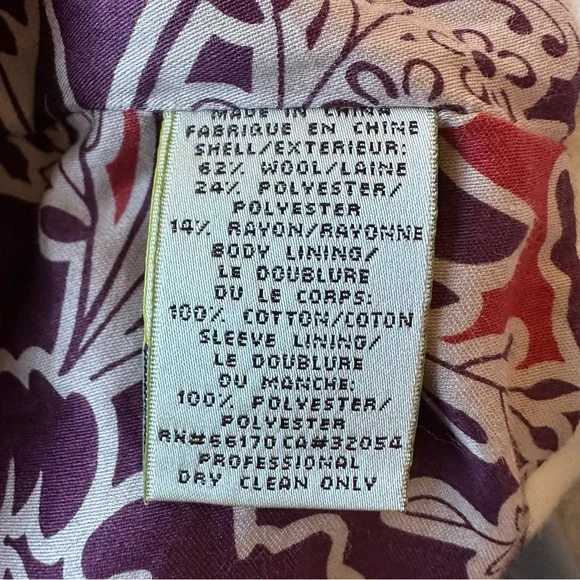 MADE IN CHINA
FABRIQUE EN CHINE
SHELL/EXTERIEUR:
62% WOOL/LAINE
24% POLYESTER/
POLYESTER
14% RAYON/RAYONNE
BODY LINING/
LE DOUBLURE
DU LE CORPS:
100% COTTON/COTON
SLEEVE LINING/
LE DOUBLURE
DU MANCHE:
100% POLYESTER/
POLYESTER
RN#66170 CA#32054
PROFESSIONAL
DRY CLEAN ONLY